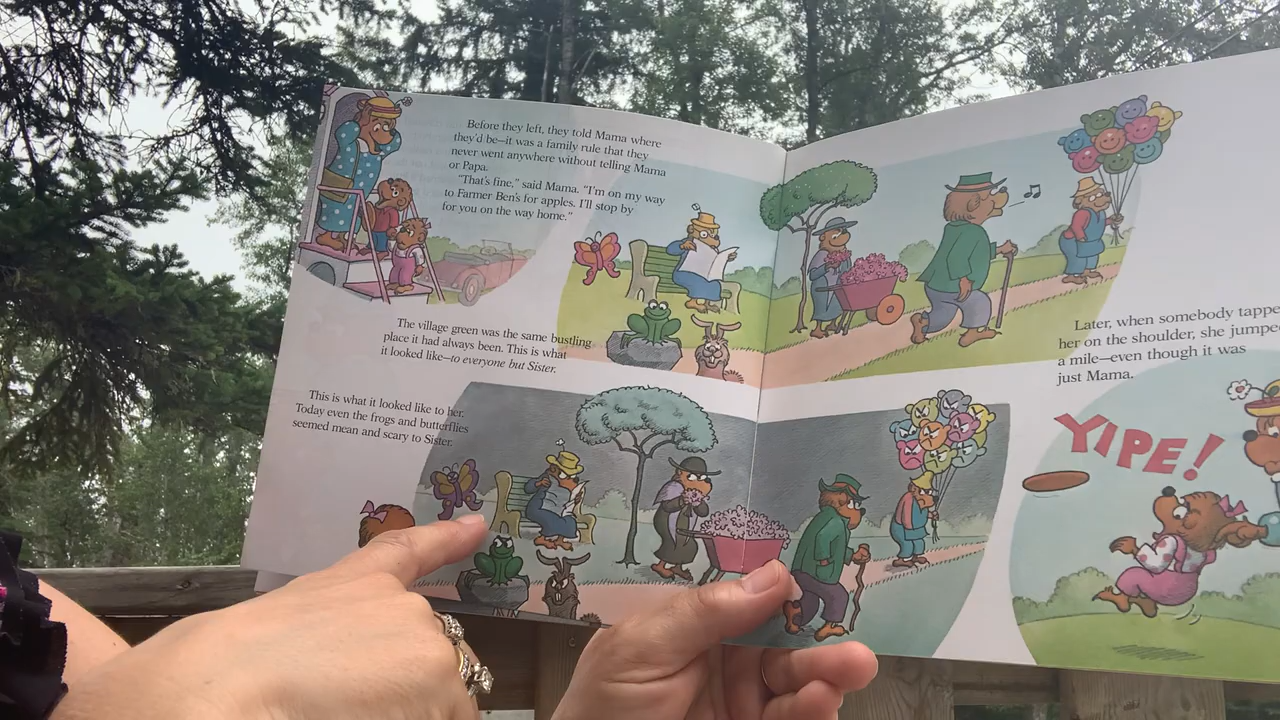 Before they left, they told Mama where
they'd be—it was a family rule that they
never went anywhere without telling Mama
or Papa.
"That's fine," said Mama. "I'm on my way
to Farmer Ben's for apples. I'll stop by
for you on the way home."
The village green was the same bustling
place it had always been. This is what
it looked like—to everyone but Sister.
This is what it looked like to her.
Today even the frogs and butterflies
seemed mean and scary to Sister.
Later, when somebody
her on the shoulder, she
a mile—even though it was
just Mama.
YIPE!